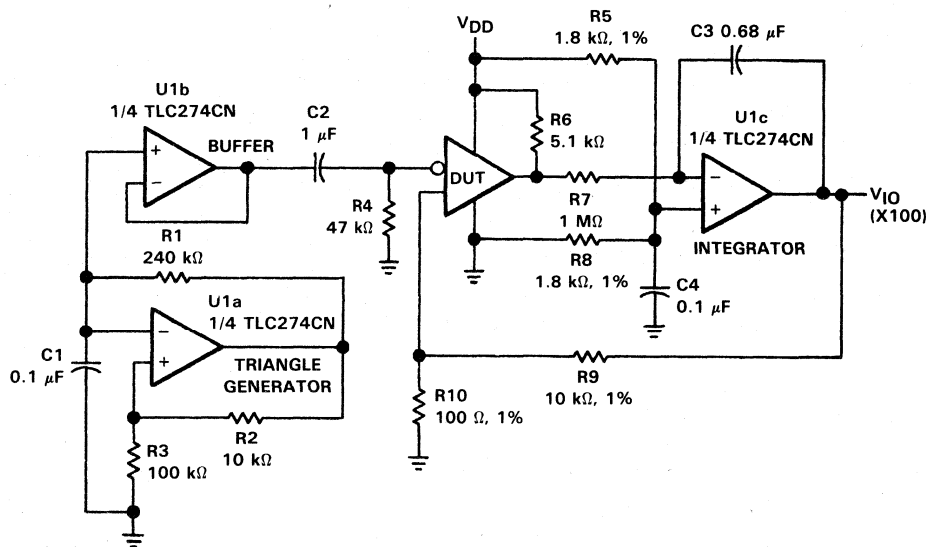 VDD
R5
1.8 kΩ, 1%
C3 0.68 μF
U1b
1/4 TLC274CN
BUFFER
C2
1 μF
+
−
R1
240 kΩ
R4
47 kΩ
DUT
R6
5.1 kΩ
R7
1 MΩ
R8
1.8 kΩ, 1%
U1c
1/4 TLC274CN
−
+
INTEGRATOR
VIO
(X100)
C4
0.1 μF
U1a
1/4 TLC274CN
−
+
TRIANGLE
GENERATOR
C1
0.1 μF
R2
10 kΩ
R3
100 kΩ
R9
10 kΩ, 1%
R10
100 Ω, 1%